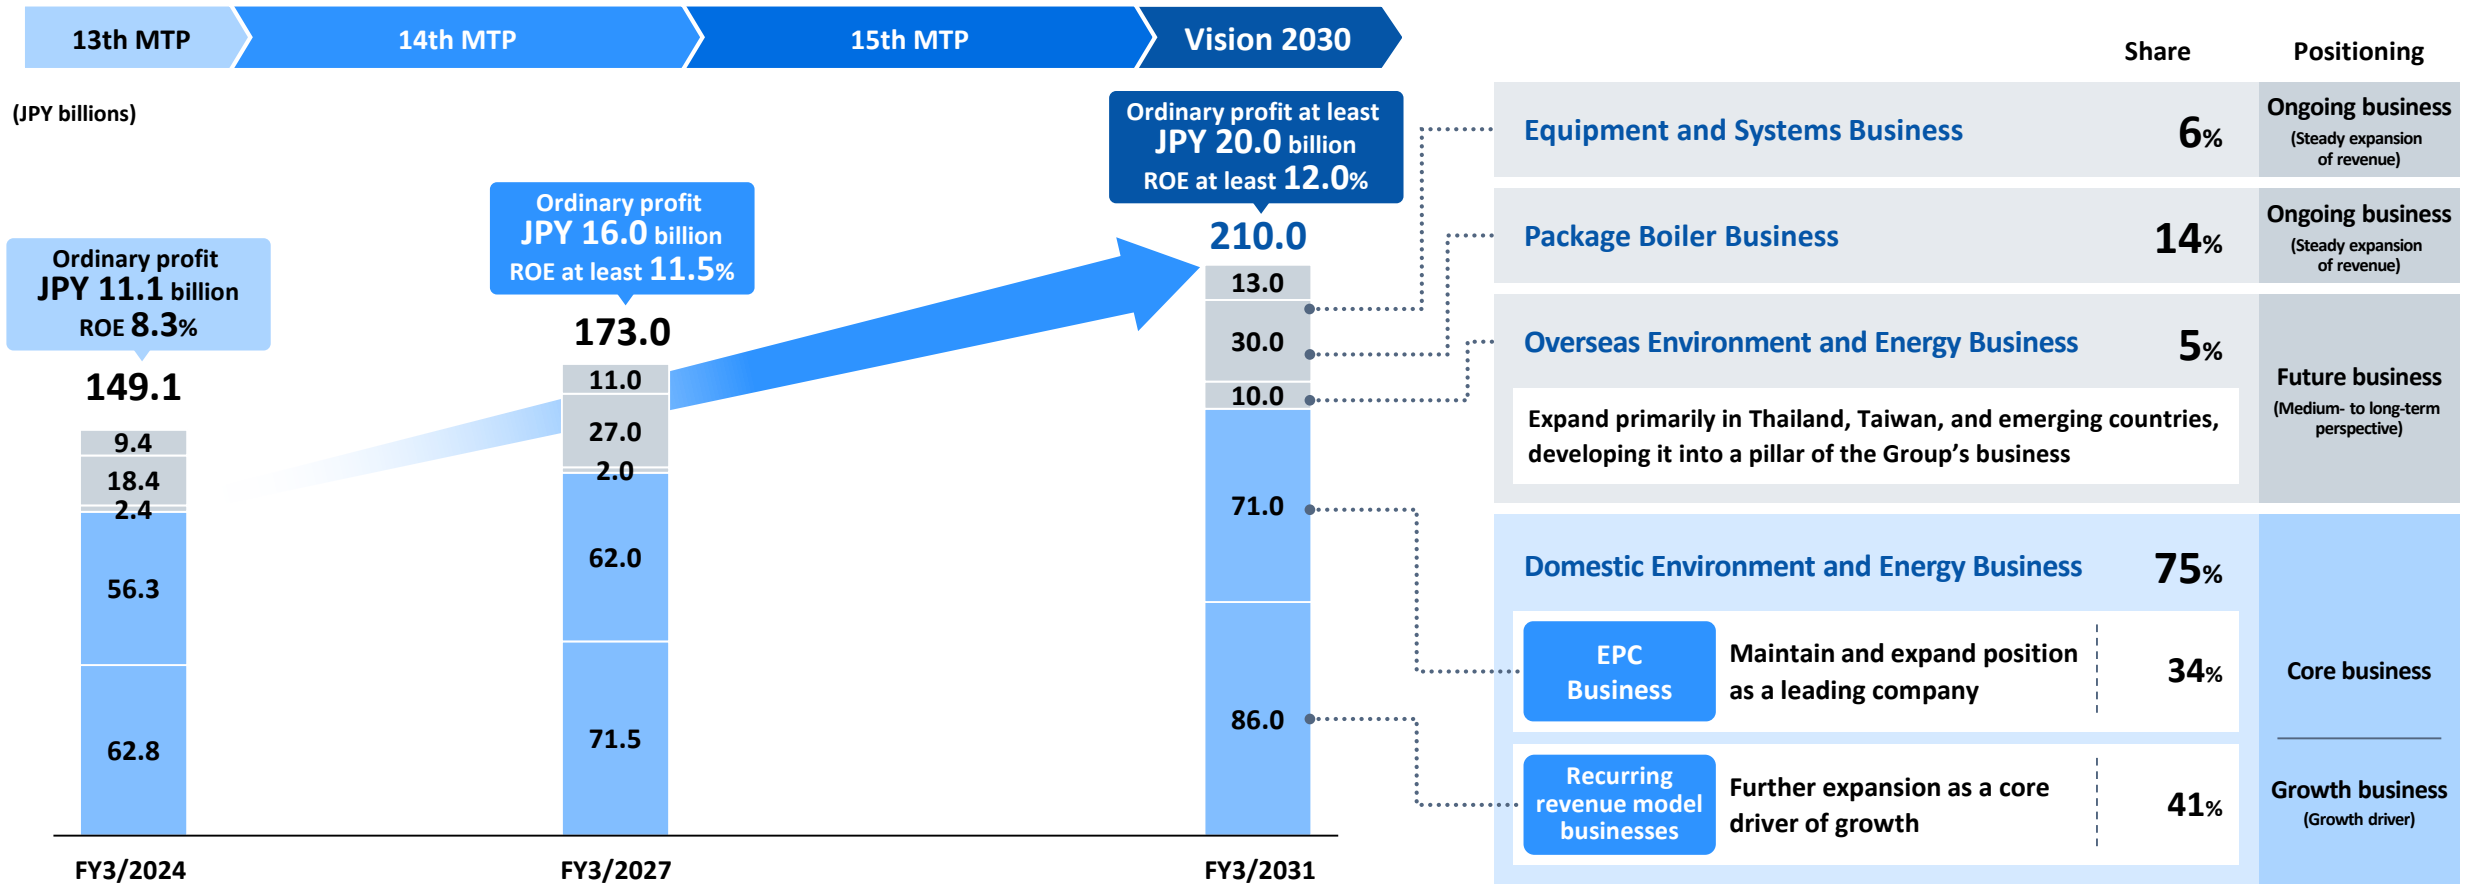 13th MTP
14th MTP
15th MTP
Vision 2030
(JPY billions)
Ordinary profit
JPY 11.1 billion
ROE 8.3%
149.1
9.4
18.4
2.4
56.3
62.8
FY3/2024
Ordinary profit
JPY 16.0 billion
ROE at least 11.5%
173.0
11.0
27.0
2.0
62.0
71.5
FY3/2027
Ordinary profit at least
JPY 20.0 billion
ROE at least 12.0%
210.0
13.0
30.0
10.0
71.0
86.0
FY3/2031
Share
Positioning
Equipment and Systems Business
6%
Ongoing business
(Steady expansion
of revenue)
Package Boiler Business
14%
Ongoing business
(Steady expansion
of revenue)
Overseas Environment and Energy Business
5%
Expand primarily in Thailand, Taiwan, and emerging countries,
developing it into a pillar of the Group's business
Future business
(Medium- to long-term
perspective)
Domestic Environment and Energy Business
75%
EPC
Business
Maintain and expand position
as a leading company
34%
Core business
Recurring
revenue model
businesses
Further expansion as a core
driver of growth
41%
Growth business
(Growth driver)